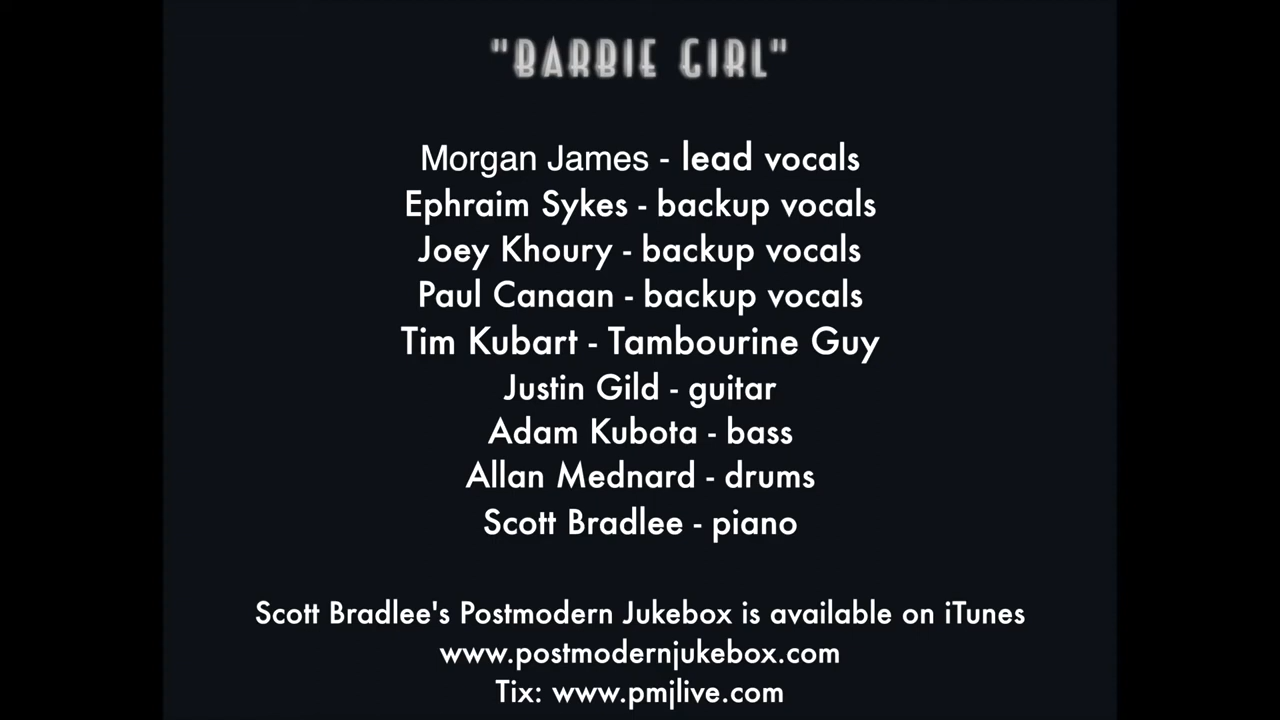 "BARBIE GIRL"
Morgan James - lead vocals
Ephraim Sykes - backup vocals
Joey Khoury - backup vocals
Paul Canaan - backup vocals
Tim Kubart - Tambourine Guy
Justin Gild - guitar
Adam Kubota - bass
Allan Mednard - drums
Scott Bradlee - piano
Scott Bradlee's Postmodern Jukebox is available on iTunes
www.postmodernjukebox.com
Tix: www.pmjlive.com